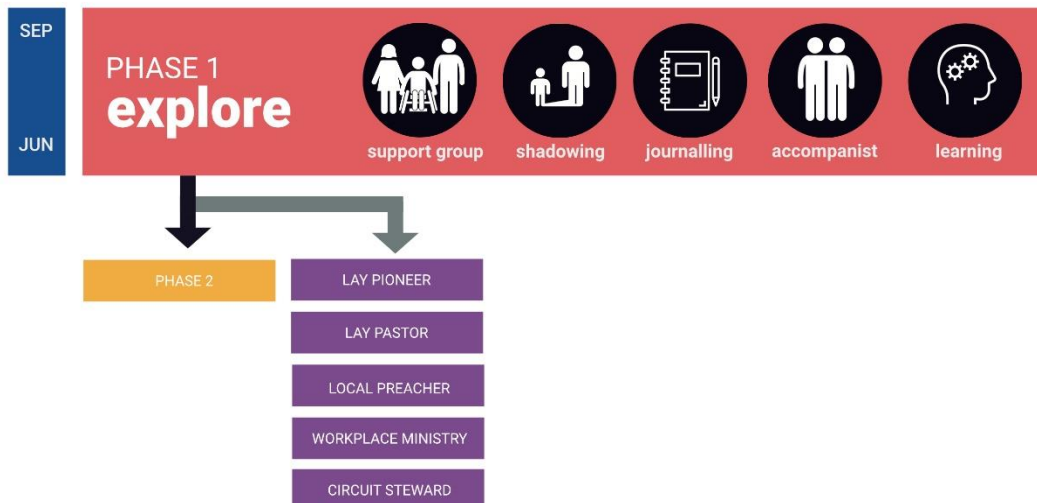 SEP
JUN
PHASE 1
explore
support group
shadowing
journalling
accompanist
learning
PHASE 2
LAY PIONEER
LAY PASTOR
LOCAL PREACHER
WORKPLACE MINISTRY
CIRCUIT STEWARD